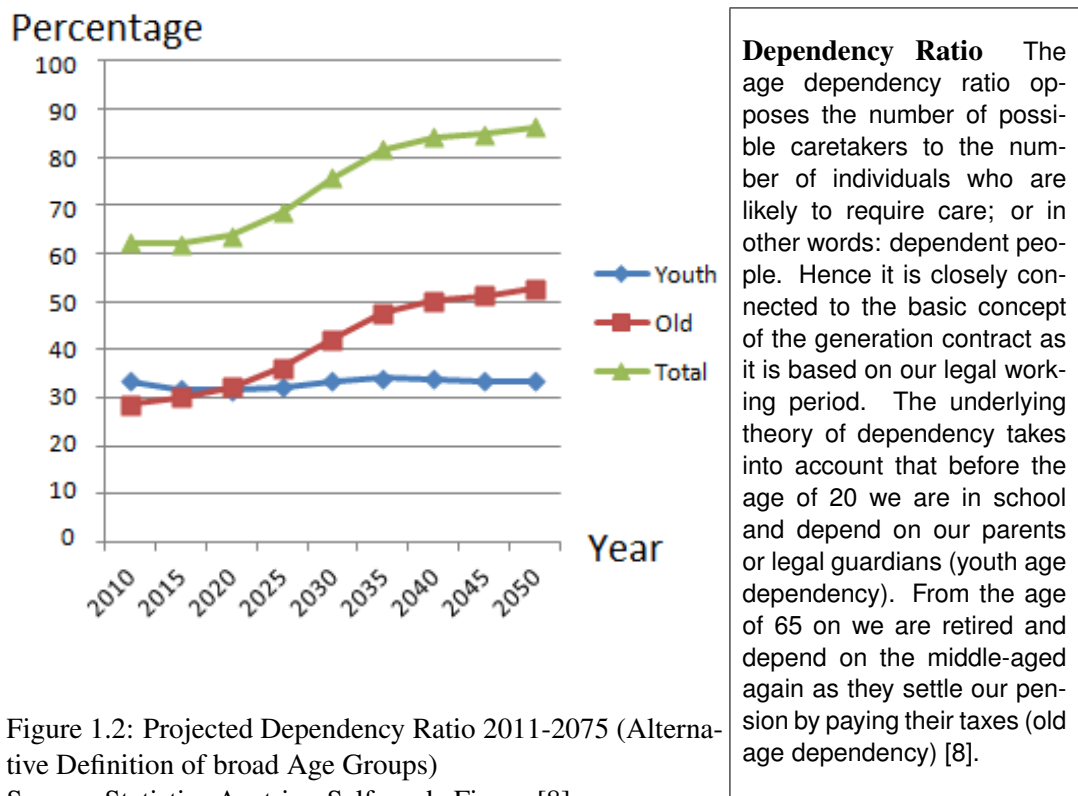 Percentage
100
90
80
70
60
50
40
30
20
10
0
2010 2015 2020 2025 2030 2035 2040 2045 2050
Year
Youth
Old
Total
Figure 1.2: Projected Dependency Ratio 2011-2075 (Alterna-
tive Definition of broad Age Groups)
Dependency Ratio The
age dependency ratio op-
poses the number of possi-
ble caretakers to the num-
ber of individuals who are
likely to require care; or in
other words: dependent peo-
ple. Hence it is closely con-
nected to the basic concept
of the generation contract as
it is based on our legal work-
ing period. The underlying
theory of dependency takes
into account that before the
age of 20 we are in school
and depend on our parents
or legal guardians (youth age
dependency). From the age
of 65 on we are retired and
depend on the middle-aged
again as they settle our pen-
sion by paying their taxes (old
age dependency) [8].